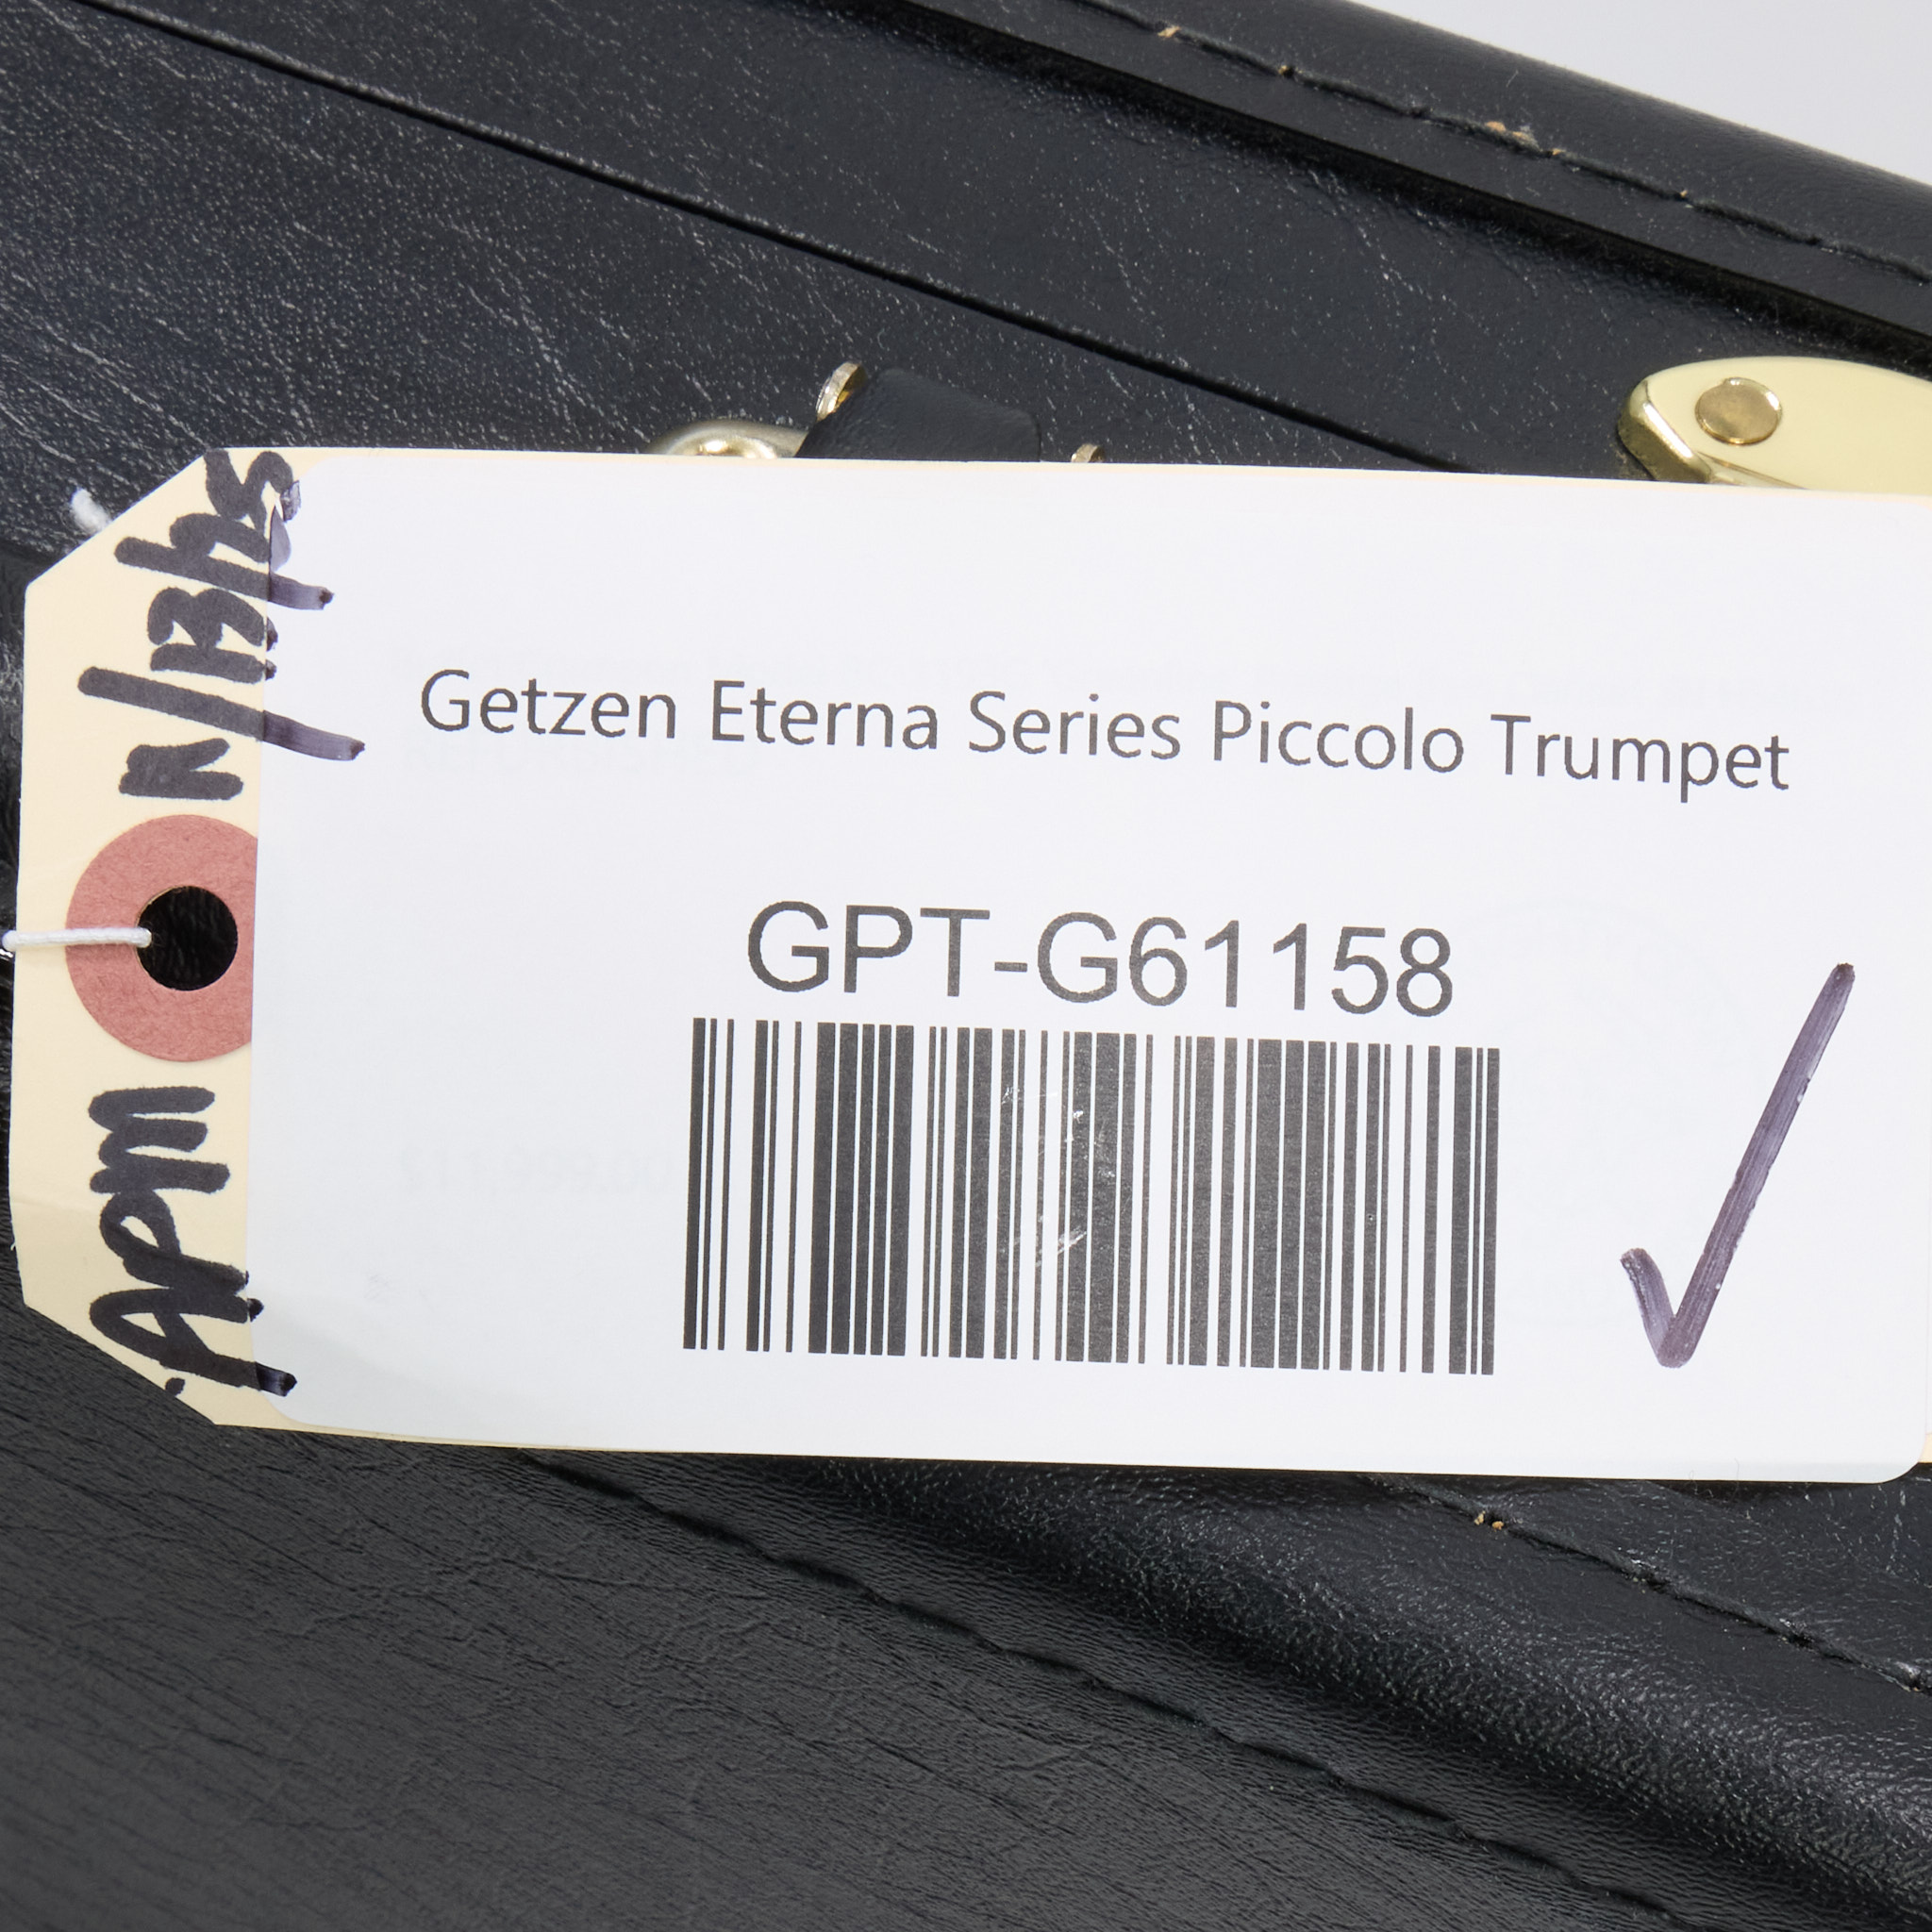 Getzen Eterna Series Piccolo Trumpet
GPT-G61158